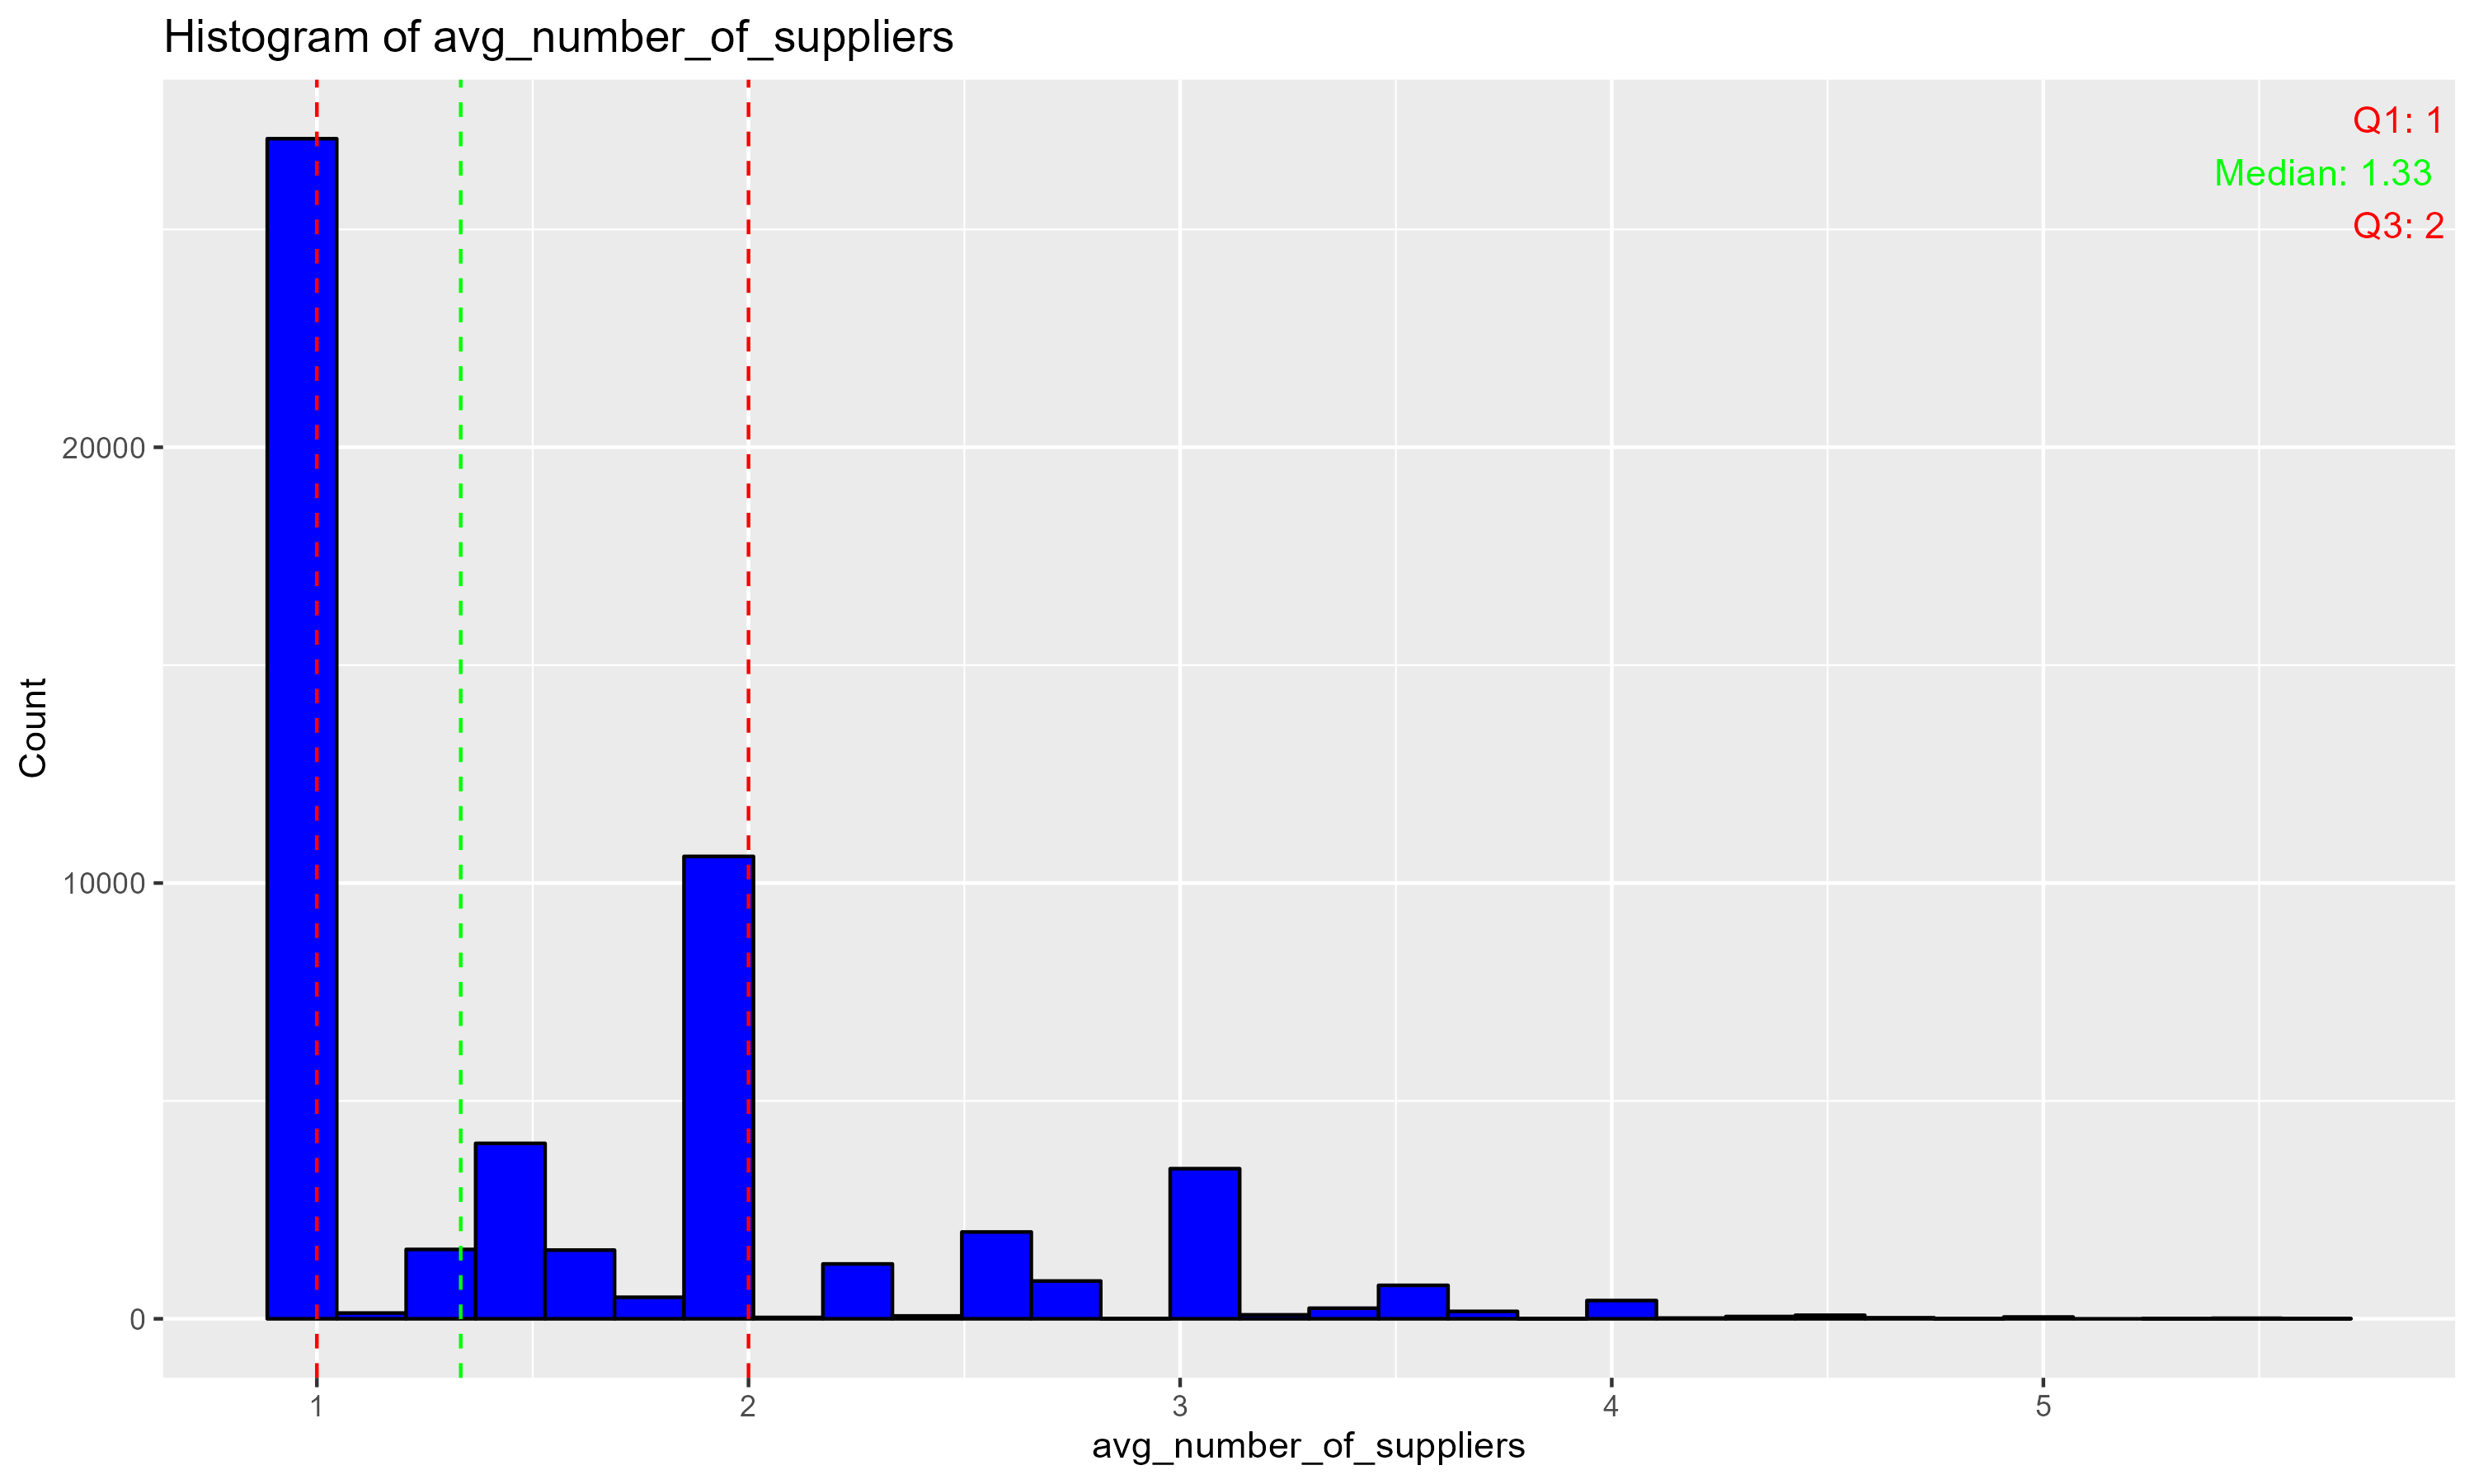 Histogram of avg_number_of_suppliers
Q1: 1
Median: 1.33
Q3: 2
20000
10000
0
Count
1 2 3 4 5
avg_number_of_suppliers